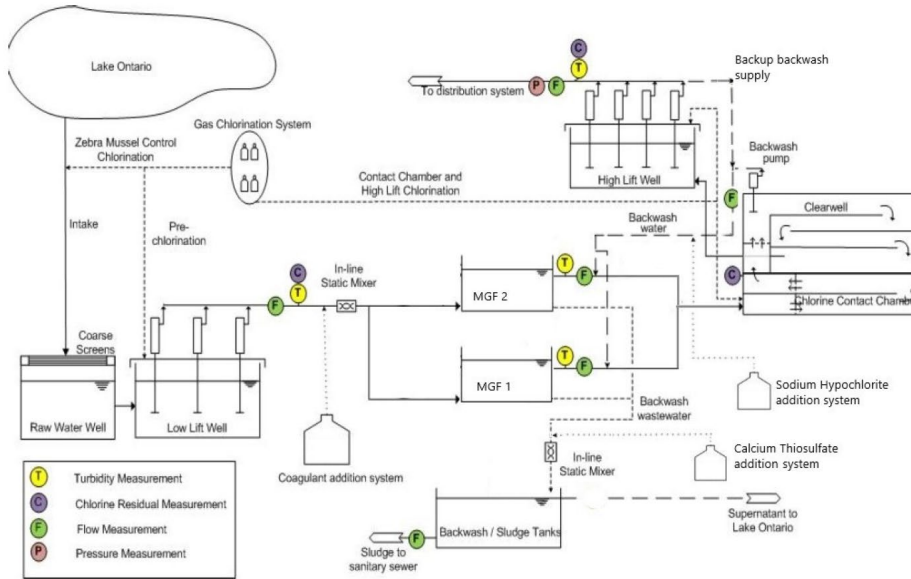 Lake Ontario
Gas Chlorination System
Zebra Mussel Control
Chlorination
Intake
Pre-
chlorination
Contact Chamber and
High Lift Chlorination
C
T
P
F
To distribution system
Backup backwash
supply
High Lift Well
Backwash
pump
F
Clearwell
C
Chlorine Contact Chamb
Backwash
water
Coarse
Screens
Raw Water Well
Low Lift Well
C
F
T
In-line
Static Mixer
Coagulant addition system
MGF 2
T
F
MGF 1
T
F
Backwash
wastewater
Sodium Hypochlorite
addition system
Calcium Thiosulfate
addition system
In-line
Static Mixer
Backwash / Sludge Tanks
F
Sludge to
sanitary sewer
Supernatant to
Lake Ontario
T Turbidity Measurement
C Chlorine Residual Measurement
F Flow Measurement
P Pressure Measurement